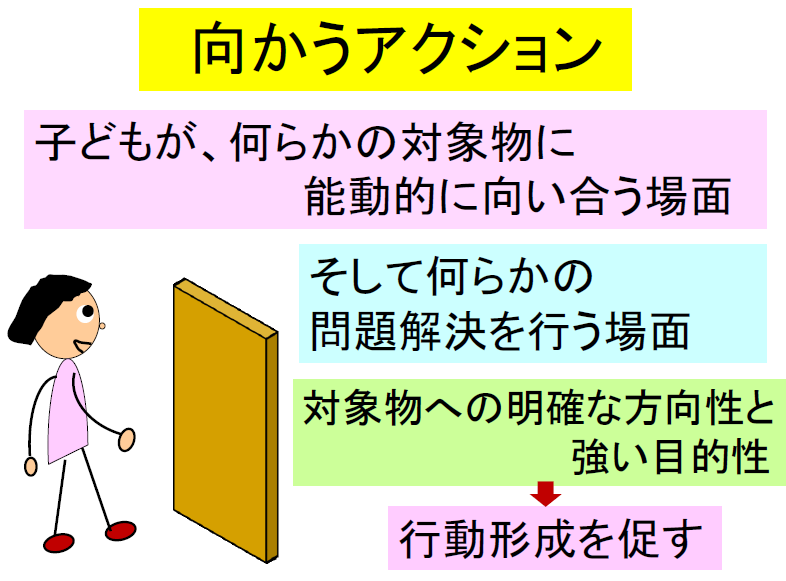 向かうアクション
子どもが、何らかの対象物に
能動的に向い合う場面
そして何らかの
問題解決を行う場面
対象物への明確な方向性と
強い目的性
行動形成を促す